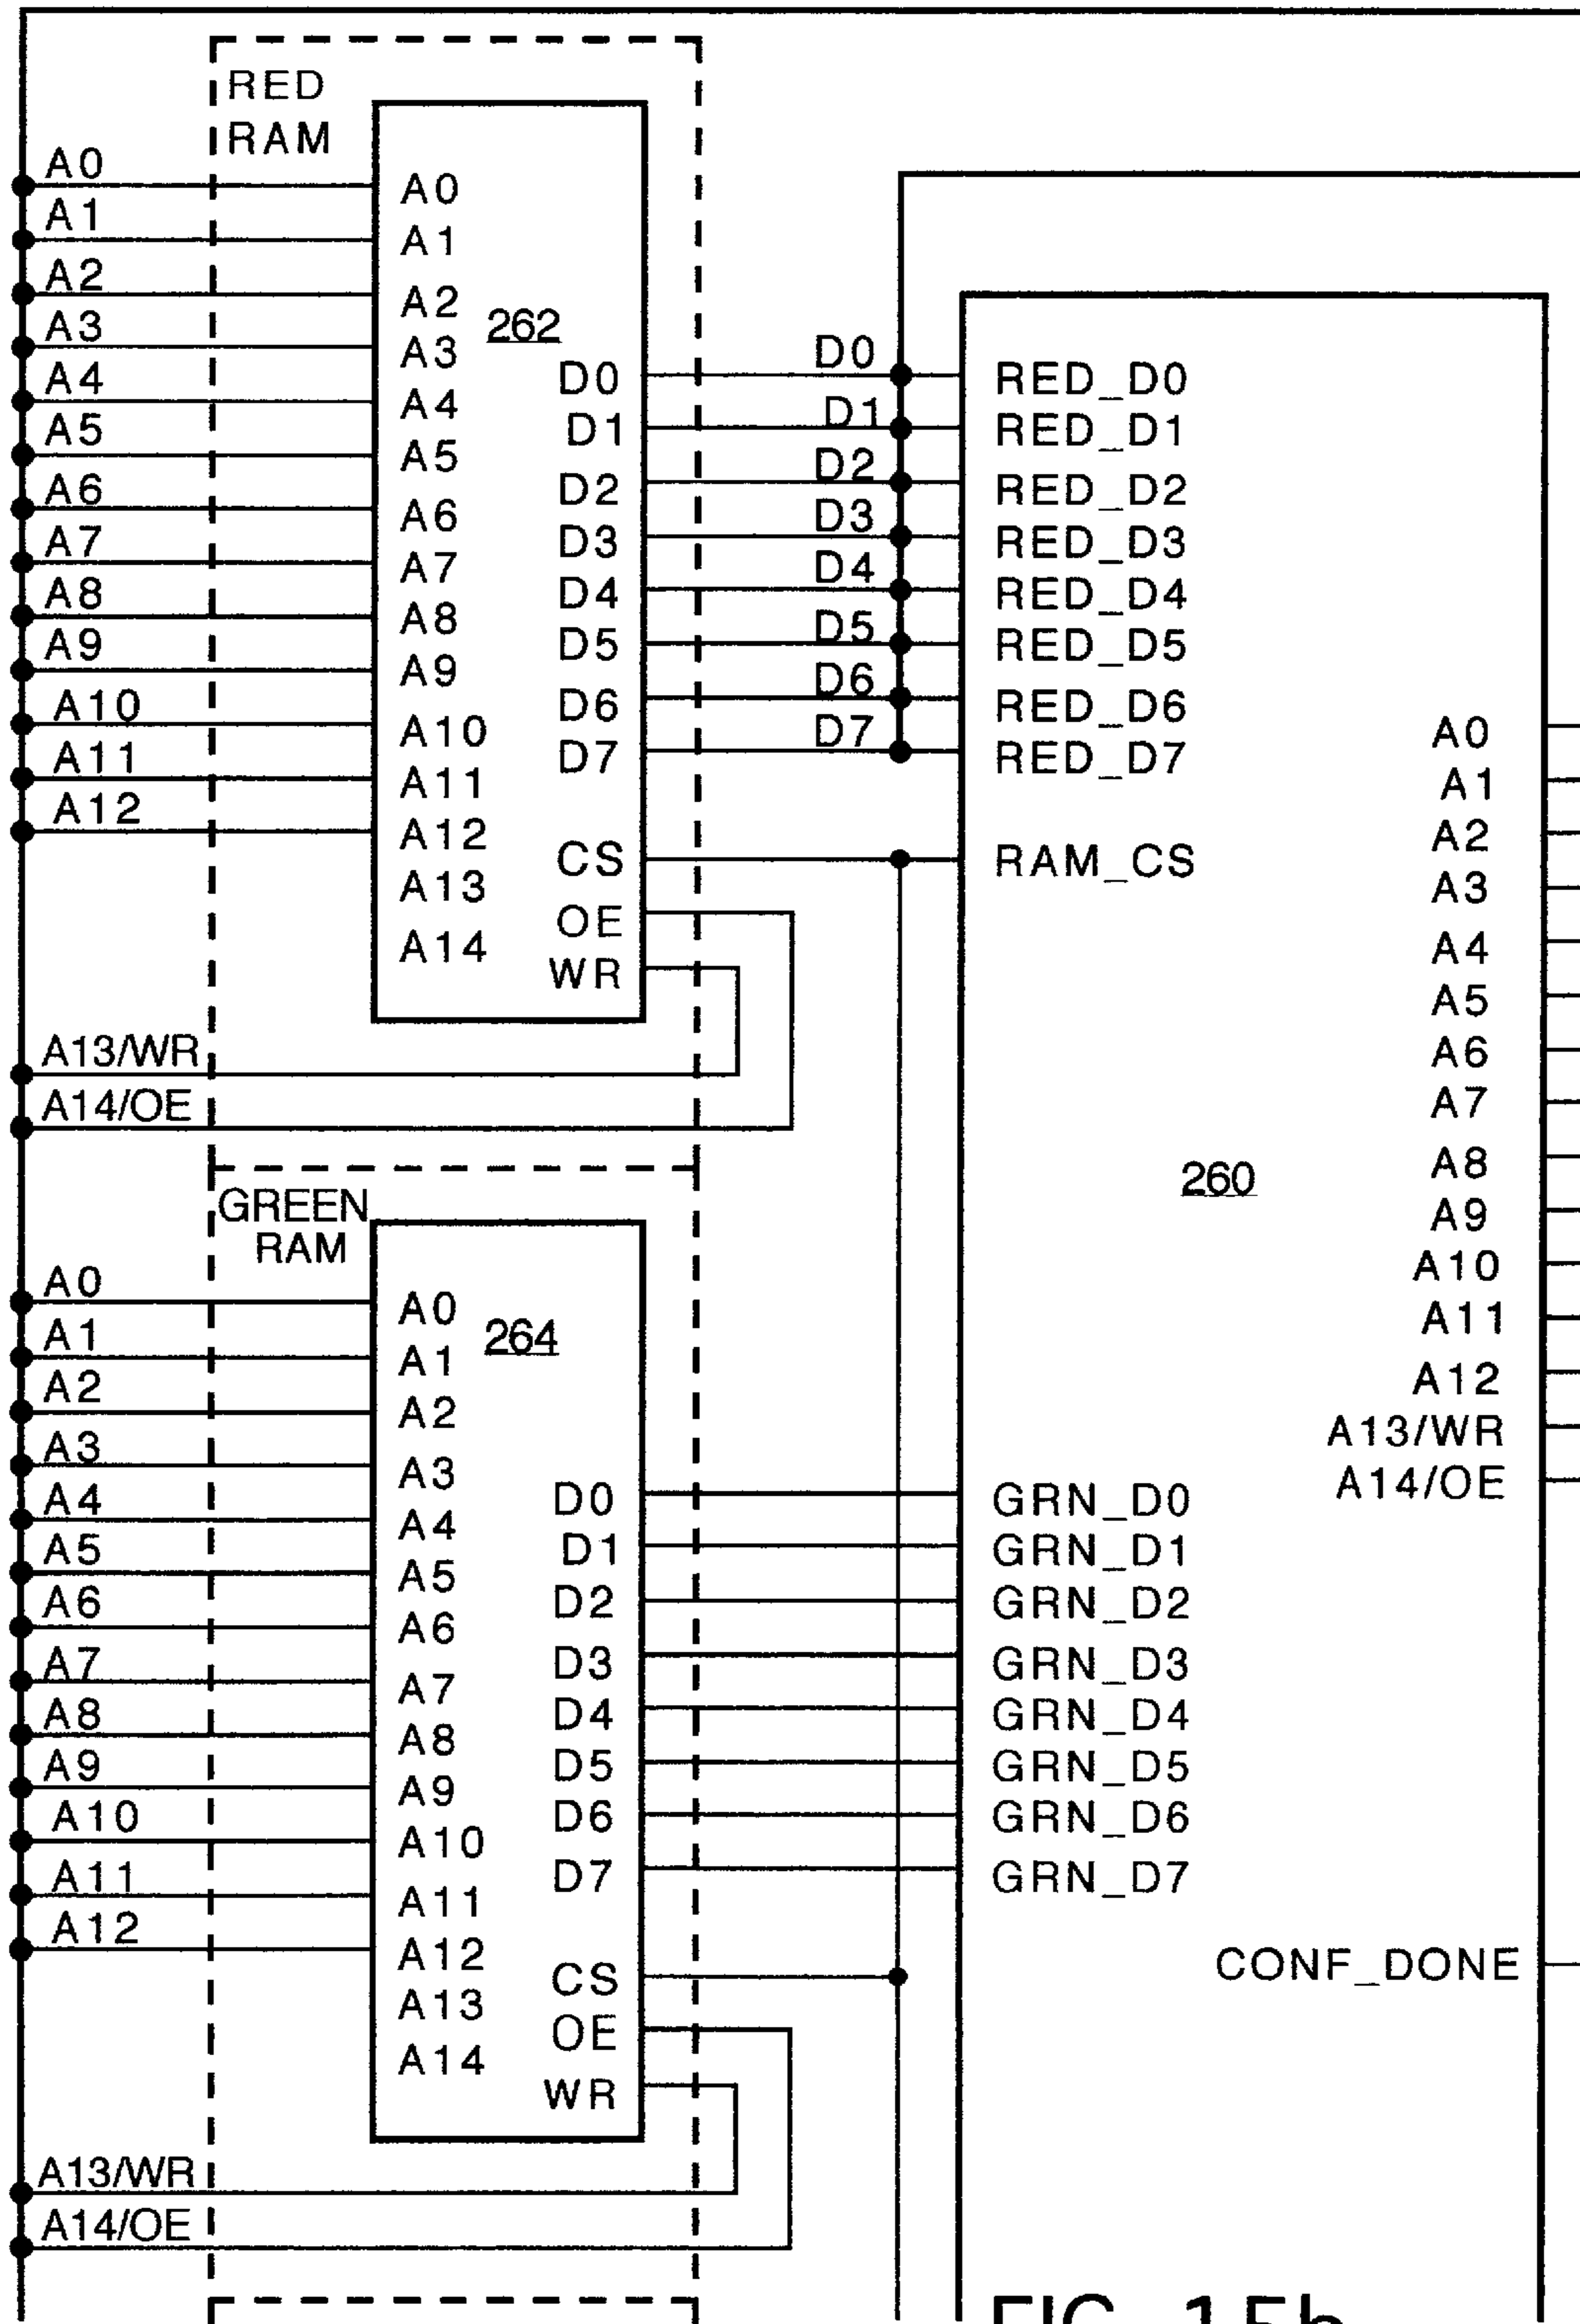 RED
RAM
A0
A1
A2
A3
A4
A5
A6
A7
A8
A9
A10
A11
A12
A13/WR
A14/OE
A0
A1
A2
A3
A4
A5
A6
A7
A8
A9
A10
A11
A12
A13
A14
262
D0
D1
D2
D3
D4
D5
D6
D7
CS
OE
WR
D0
D1
D2
D3
D4
D5
D6
D7
GREEN
RAM
A0
A1
A2
A3
A4
A5
A6
A7
A8
A9
A10
A11
A12
A13/WR
A14/OE
A0
A1
A2
A3
A4
A5
A6
A7
A8
A9
A10
A11
A12
A13
A14
264
D0
D1
D2
D3
D4
D5
D6
D7
CS
OE
WR
RED_D0
RED_D1
RED_D2
RED_D3
RED_D4
RED_D5
RED_D6
RED_D7
RAM_CS
GRN_D0
GRN_D1
GRN_D2
GRN_D3
GRN_D4
GRN_D5
GRN_D6
GRN_D7
260
A0
A1
A2
A3
A4
A5
A6
A7
A8
A9
A10
A11
A12
A13/WR
A14/OE
CONF_DONE
FIG. 15b